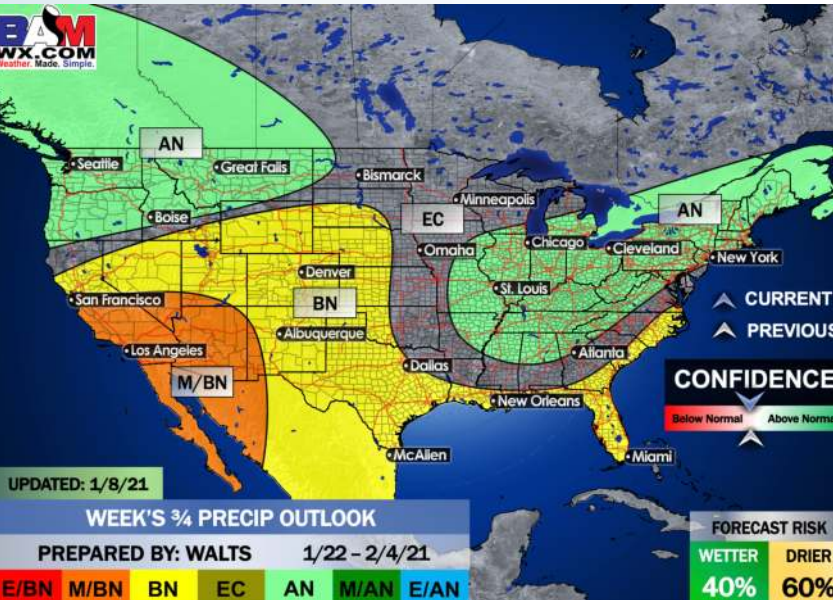 BAM
WX.COM
Weather. Made. Simple.
AN
Seattle
Great Falls
Bismarck
Boise
Minneapolis
EC
AN
Omaha
Chicago
Cleveland
New York
Denver
St. Louis
San Francisco
BN
CURRENT
PREVIOUS
Albuquerque
Los Angeles
Atlanta
Dallas
M/BN
CONFIDENCE
New Orleans
Below Normal
Above Norma
McAllen
Miami
UPDATED: 1/8/21
WEEK'S ¾ PRECIP OUTLOOK
PREPARED BY: WALTS 1/22 – 2/4/21
E/BN M/BN BN EC AN M/AN E/AN
FORECAST RISK
WETTER DRIER
40% 60%